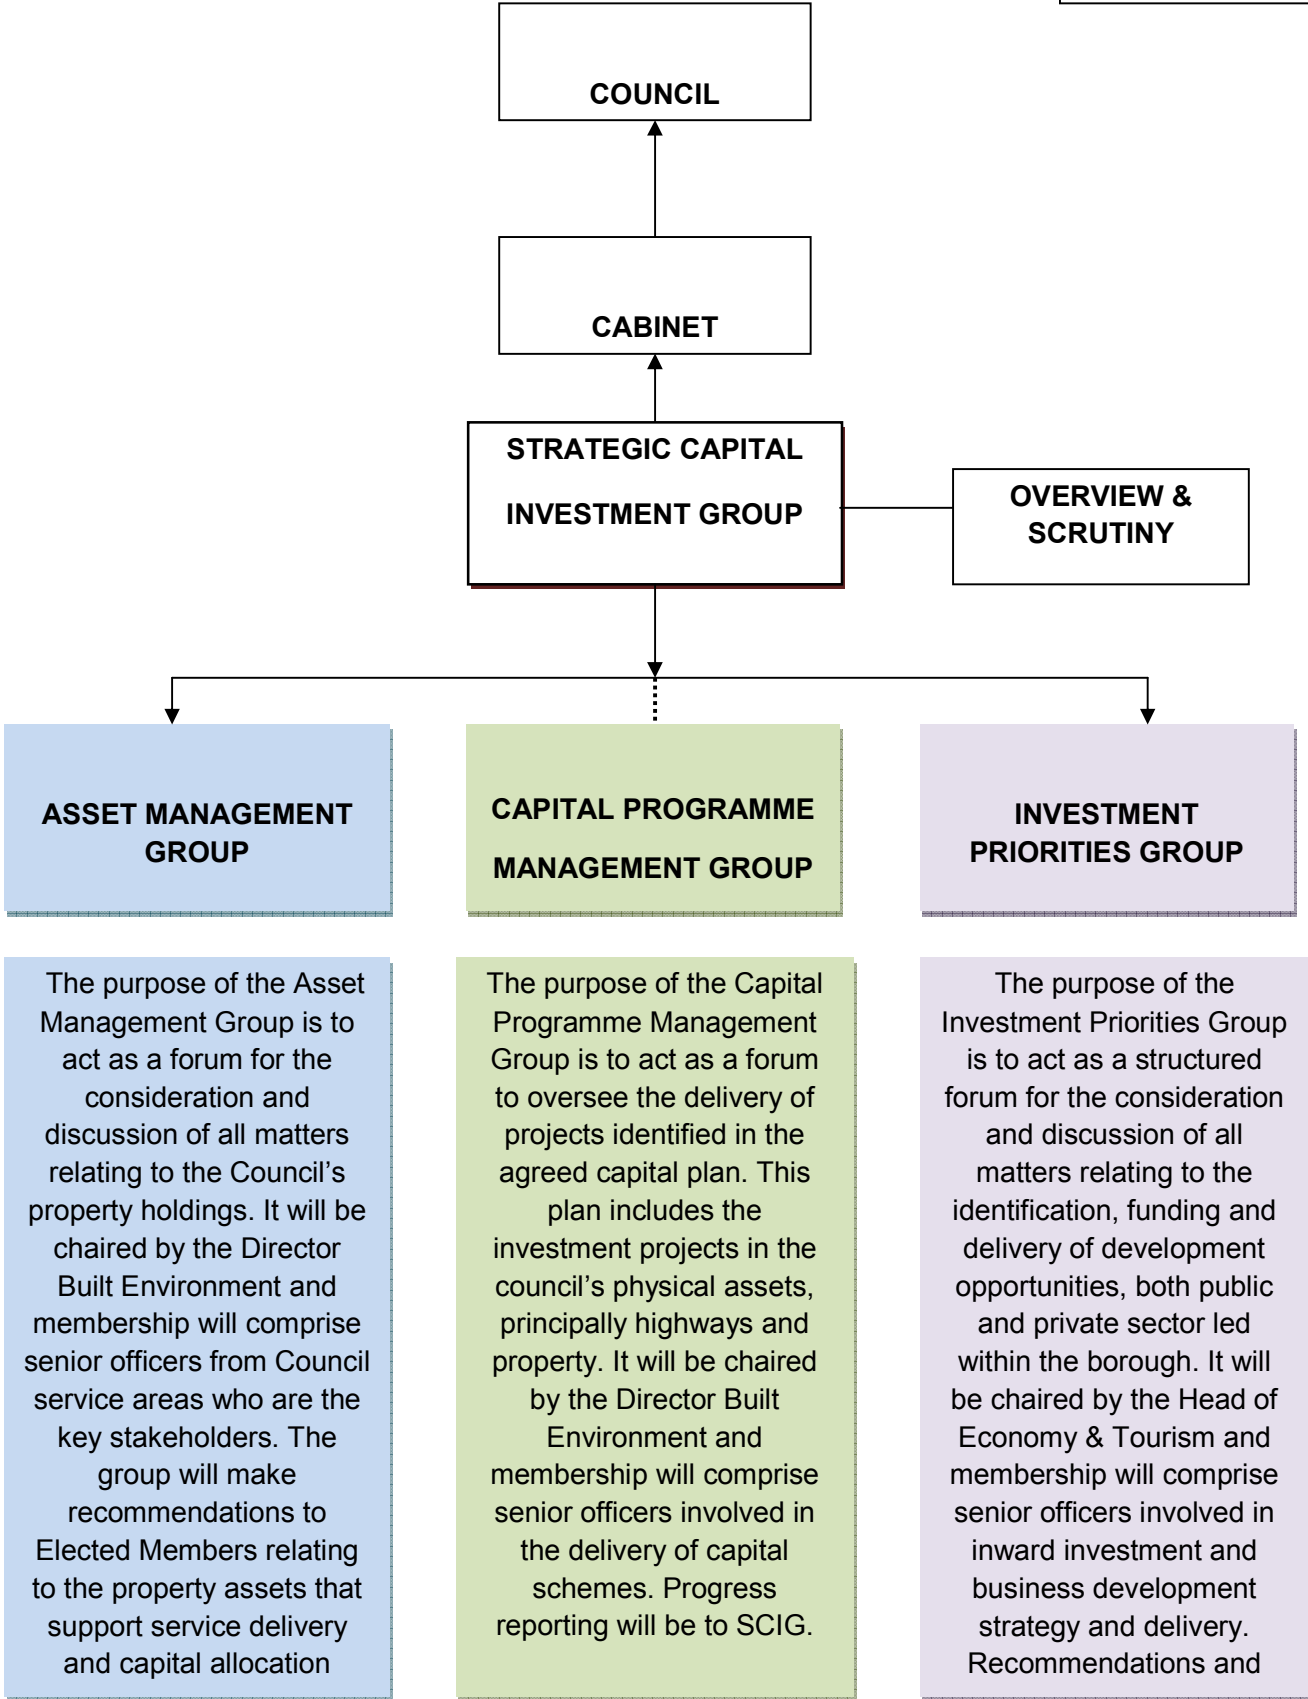 COUNCIL
CABINET
STRATEGIC CAPITAL
INVESTMENT GROUP
OVERVIEW &
SCRUTINY
ASSET MANAGEMENT
GROUP
CAPITAL PROGRAMME
MANAGEMENT GROUP
INVESTMENT
PRIORITIES GROUP
The purpose of the Asset
Management Group is to
act as a forum for the
consideration and
discussion of all matters
relating to the Council’s
property holdings. It will be
chaired by the Director
Built Environment and
membership will comprise
senior officers from Council
service areas who are the
key stakeholders. The
group will make
recommendations to
Elected Members relating
to the property assets that
support service delivery
and capital allocation
The purpose of the Capital
Programme Management
Group is to act as a forum
to oversee the delivery of
projects identified in the
agreed capital plan. This
plan includes the
investment projects in the
council’s physical assets,
principally highways and
property. It will be chaired
by the Director Built
Environment and
membership will comprise
senior officers involved in
the delivery of capital
schemes. Progress
reporting will be to SCIG.
The purpose of the
Investment Priorities Group
is to act as a structured
forum for the consideration
and discussion of all
matters relating to the
identification, funding and
delivery of development
opportunities, both public
and private sector led
within the borough. It will
be chaired by the Head of
Economy & Tourism and
membership will comprise
senior officers involved in
inward investment and
business development
strategy and delivery.
Recommendations and